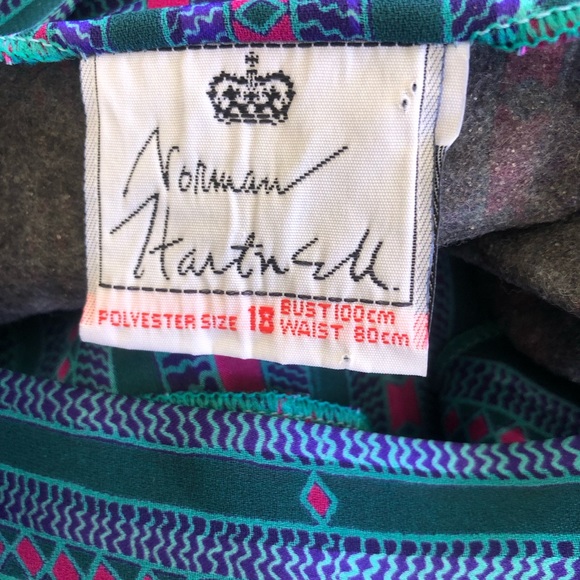 Norman
Hartnell.
POLYESTER SIZE 18 BUST 100CM
WAIST 80CM